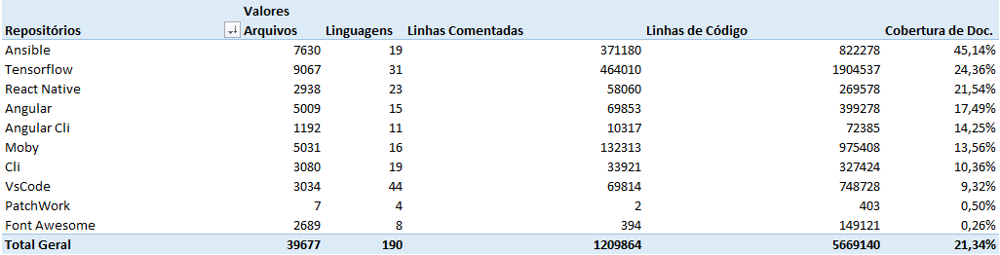 Valores
Repositórios Arquivos Linguagens Linhas Comentadas Linhas de Código Cobertura de Doc.
Ansible 7630 19 371180 822278 45,14%
Tensorflow 9067 31 464010 1904537 24,36%
React Native 2938 23 58060 269578 21,54%
Angular 5009 15 69853 399278 17,49%
Angular Cli 1192 11 10317 72385 14,25%
Moby 5031 16 132313 975408 13,56%
Cli 3080 19 33921 327424 10,36%
VsCode 3034 44 69814 748728 9,32%
PatchWork 7 4 2 403 0,50%
Font Awesome 2689 8 394 149121 0,26%
Total Geral 39677 190 1209864 5669140 21,34%